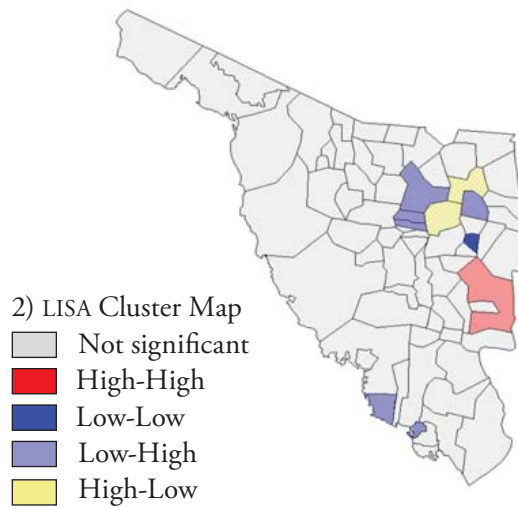 2) LISA Cluster Map
Not significant
High-High
Low-Low
Low-High
High-Low